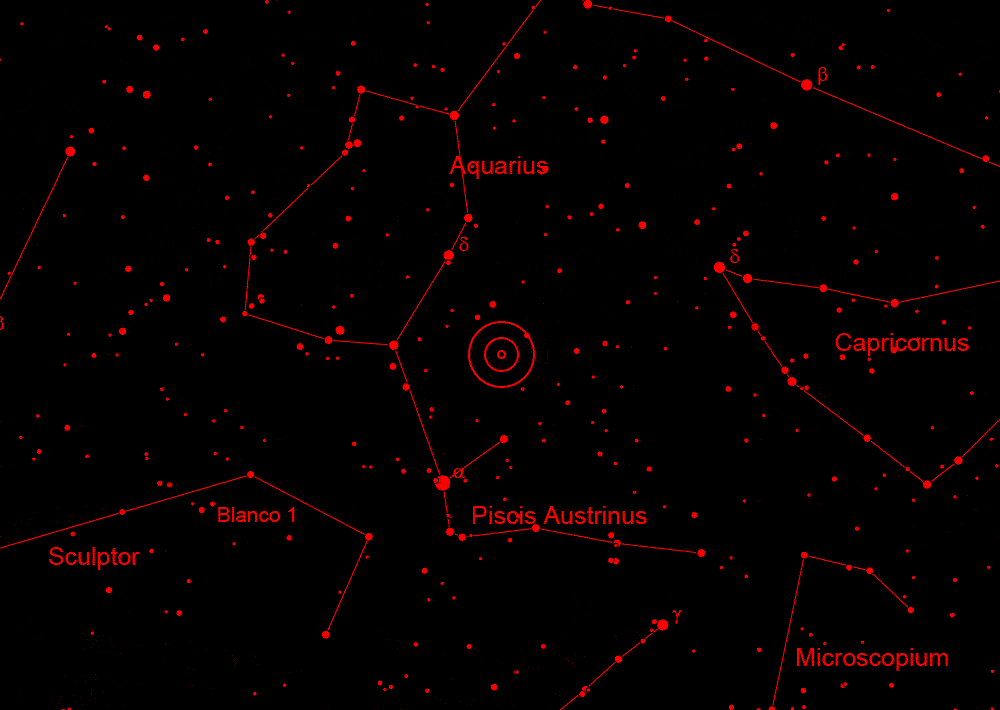 β
Aquarius
δ
δ
β
Capricornus
α
Blanco 1
Piscis Austrinus
Sculptor
γ
Microscopium